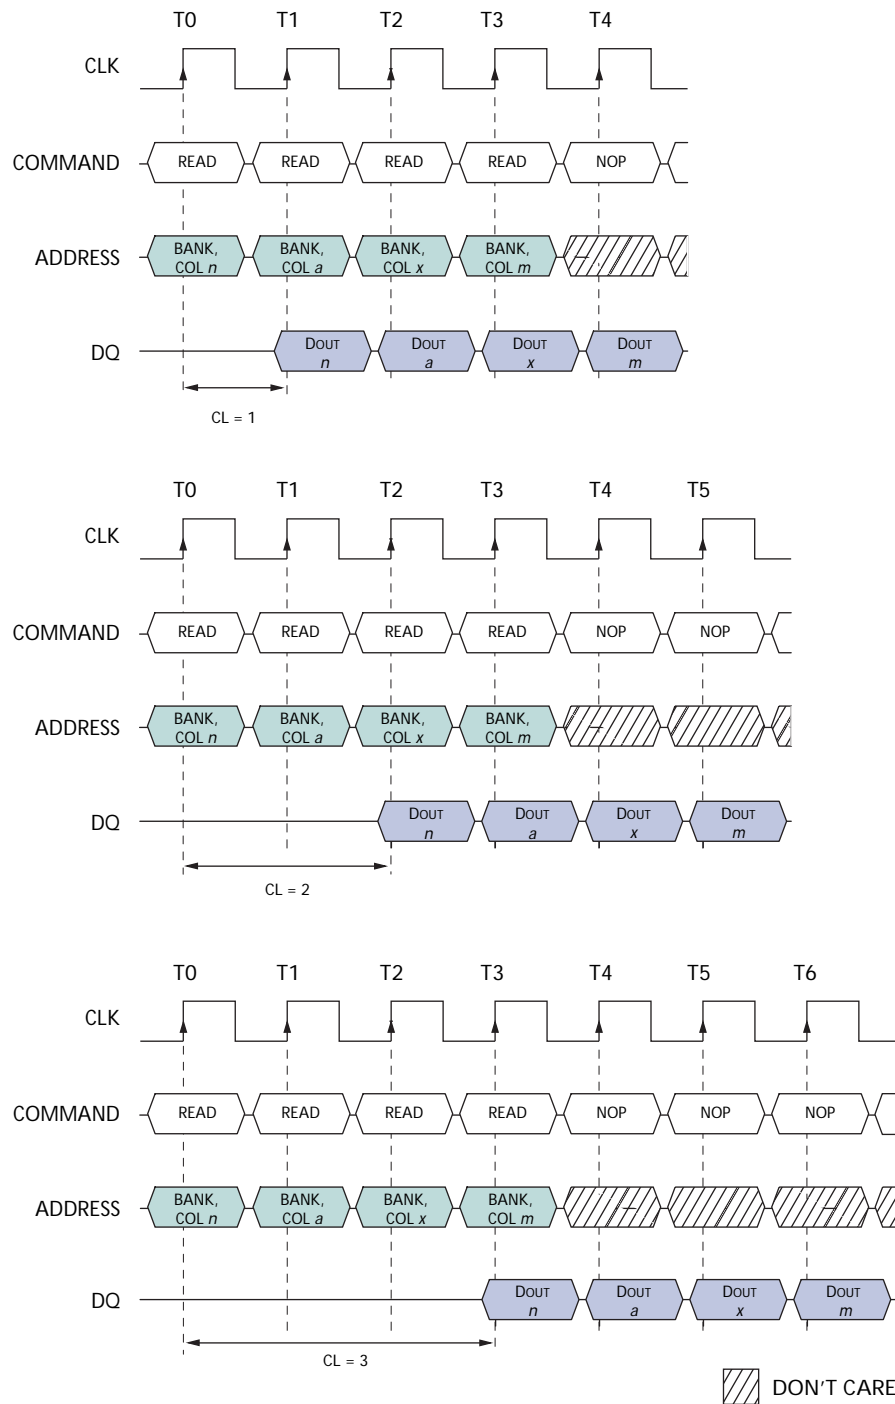 T0 T1 T2 T3 T4
CLK
COMMAND READ READ READ READ NOP
ADDRESS BANK, COL n BANK, COL a BANK, COL x BANK, COL m
DQ DOUT n DOUT a DOUT x DOUT m
CL = 1
T0 T1 T2 T3 T4 T5
CLK
COMMAND READ READ READ READ NOP NOP
ADDRESS BANK, COL n BANK, COL a BANK, COL x BANK, COL m
DQ DOUT n DOUT a DOUT x DOUT m
CL = 2
T0 T1 T2 T3 T4 T5 T6
CLK
COMMAND READ READ READ READ NOP NOP NOP
ADDRESS BANK, COL n BANK, COL a BANK, COL x BANK, COL m
DQ DOUT n DOUT a DOUT x DOUT m
CL = 3
DON'T CARE